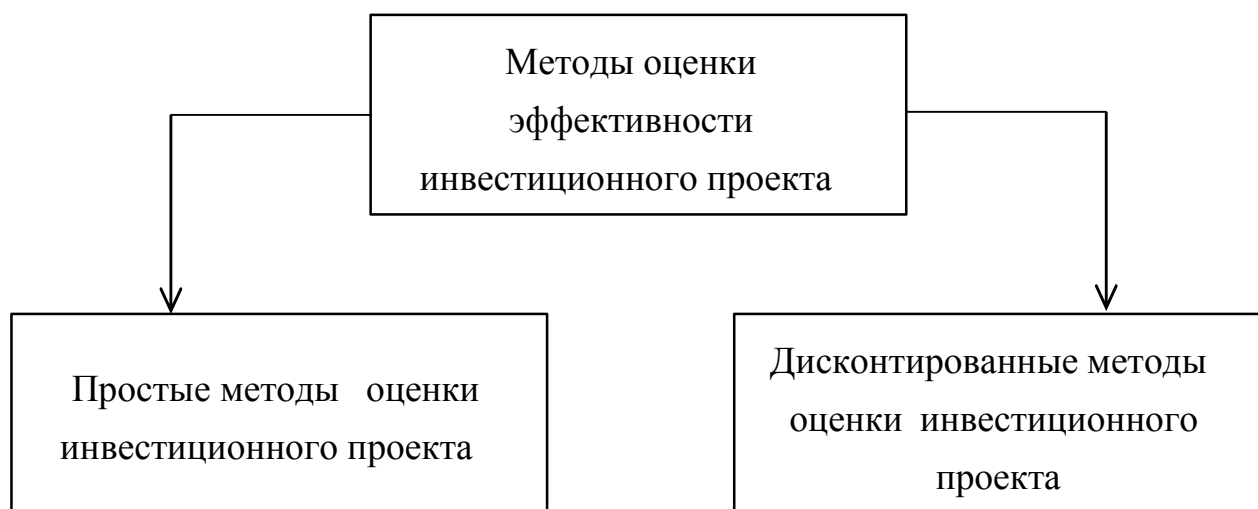 Методы оценки
эффективности
инвестиционного проекта
Простые методы оценки
инвестиционного проекта
Дисконтированные методы
оценки инвестиционного
проекта